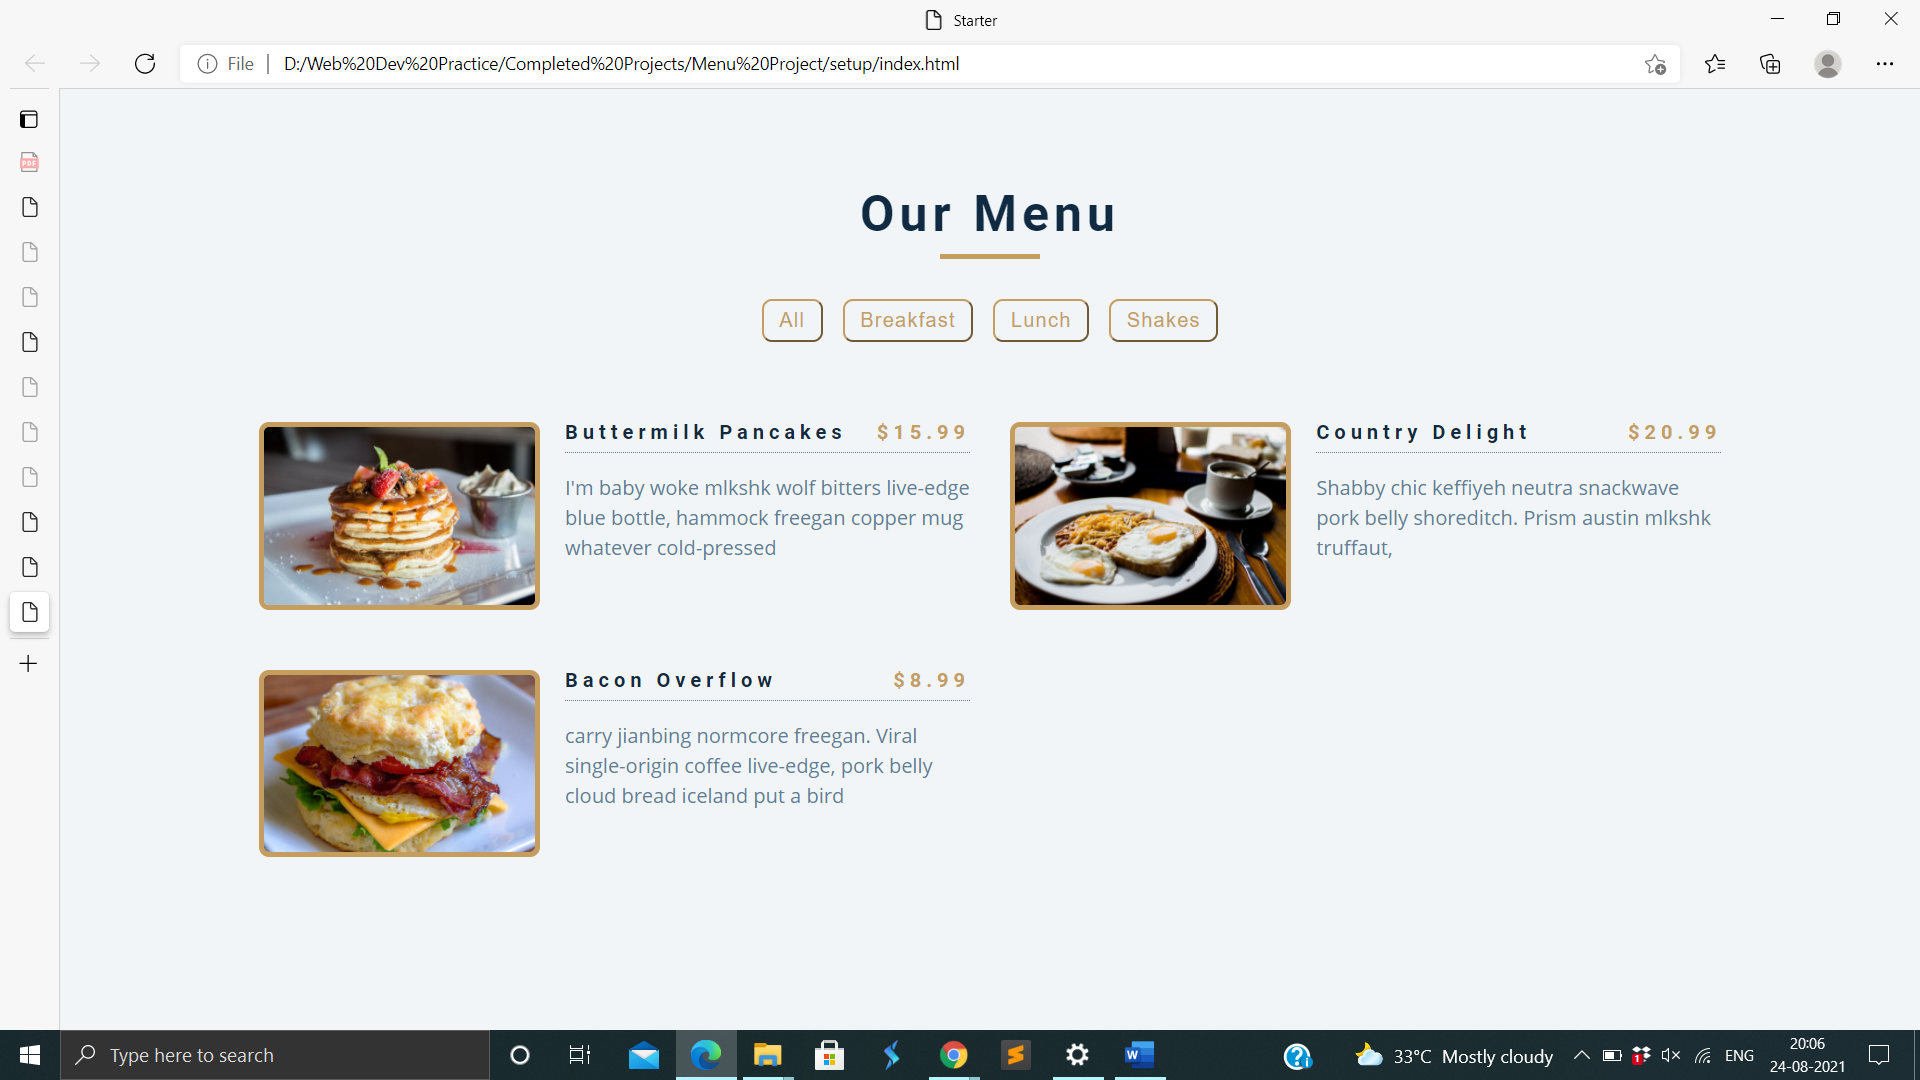 Starter
File
D:/Web%20Dev%20Practice/Completed%20Projects/Menu%20Project/setup/index.html
PDF
Our Menu
All
Breakfast
Lunch
Shakes
Buttermilk Pancakes $15.99
I'm baby woke mlkshk wolf bitters live-edge
blue bottle, hammock freegan copper mug
whatever cold-pressed
Country Delight $20.99
Shabby chic keffiyeh neutra snackwave
pork belly shoreditch. Prism austin mlkshk
truffaut,
Bacon Overflow $8.99
carry jianbing normcore freegan. Viral
single-origin coffee live-edge, pork belly
cloud bread iceland put a bird
Type here to search
33°C Mostly cloudy
1
ENG
20:06
24-08-2021